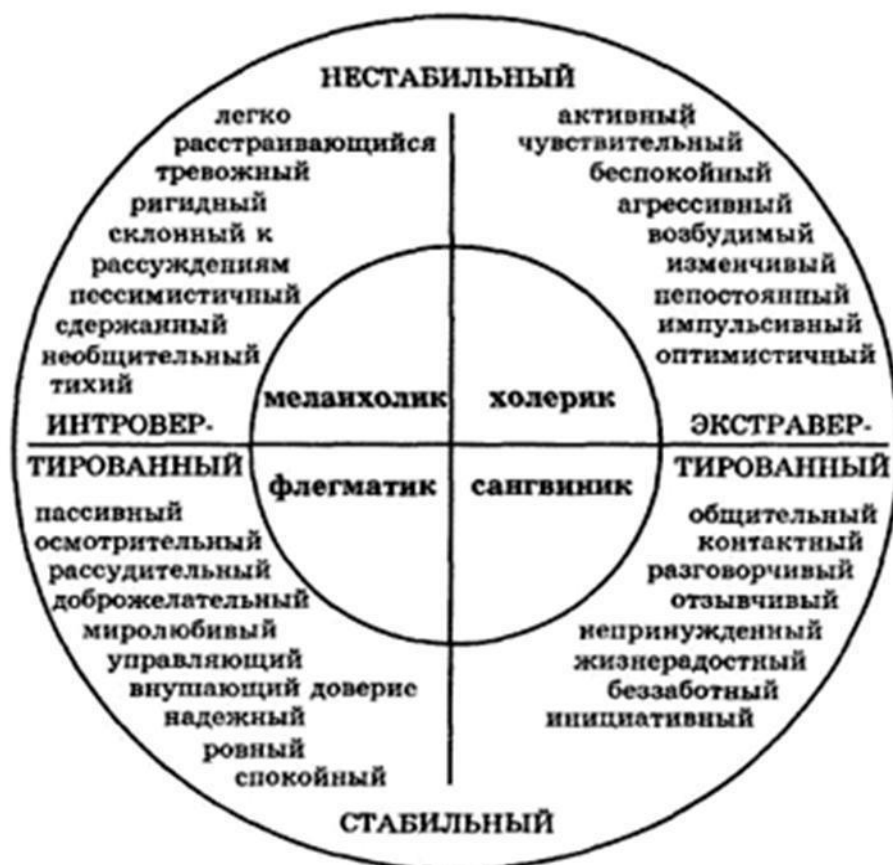 НЕСТАБИЛЬНЫЙ
легко
расстраивающийся
тревожный
ригидный
склонный к
рассуждениям
пессимистичный
сдержанный
необщительный
тихий
активный
чувствительный
беспокойный
агрессивный
возбудимый
изменчивый
непостоянный
импульсивный
оптимистичный
меланхолик
холерик
ИНТРОВЕР-
ТИРОВАННЫЙ
ЭКСТРАВЕР-
ТИРОВАННЫЙ
флегматик
сангвиник
пассивный
осмотрительный
рассудительный
доброжелательный
миролюбивый
управляющий
внушающий доверие
надежный
ровный
спокойный
общительный
контактный
разговорчивый
отзывчивый
непринужденный
жизнерадостный
беззаботный
инициативный
СТАБИЛЬНЫЙ